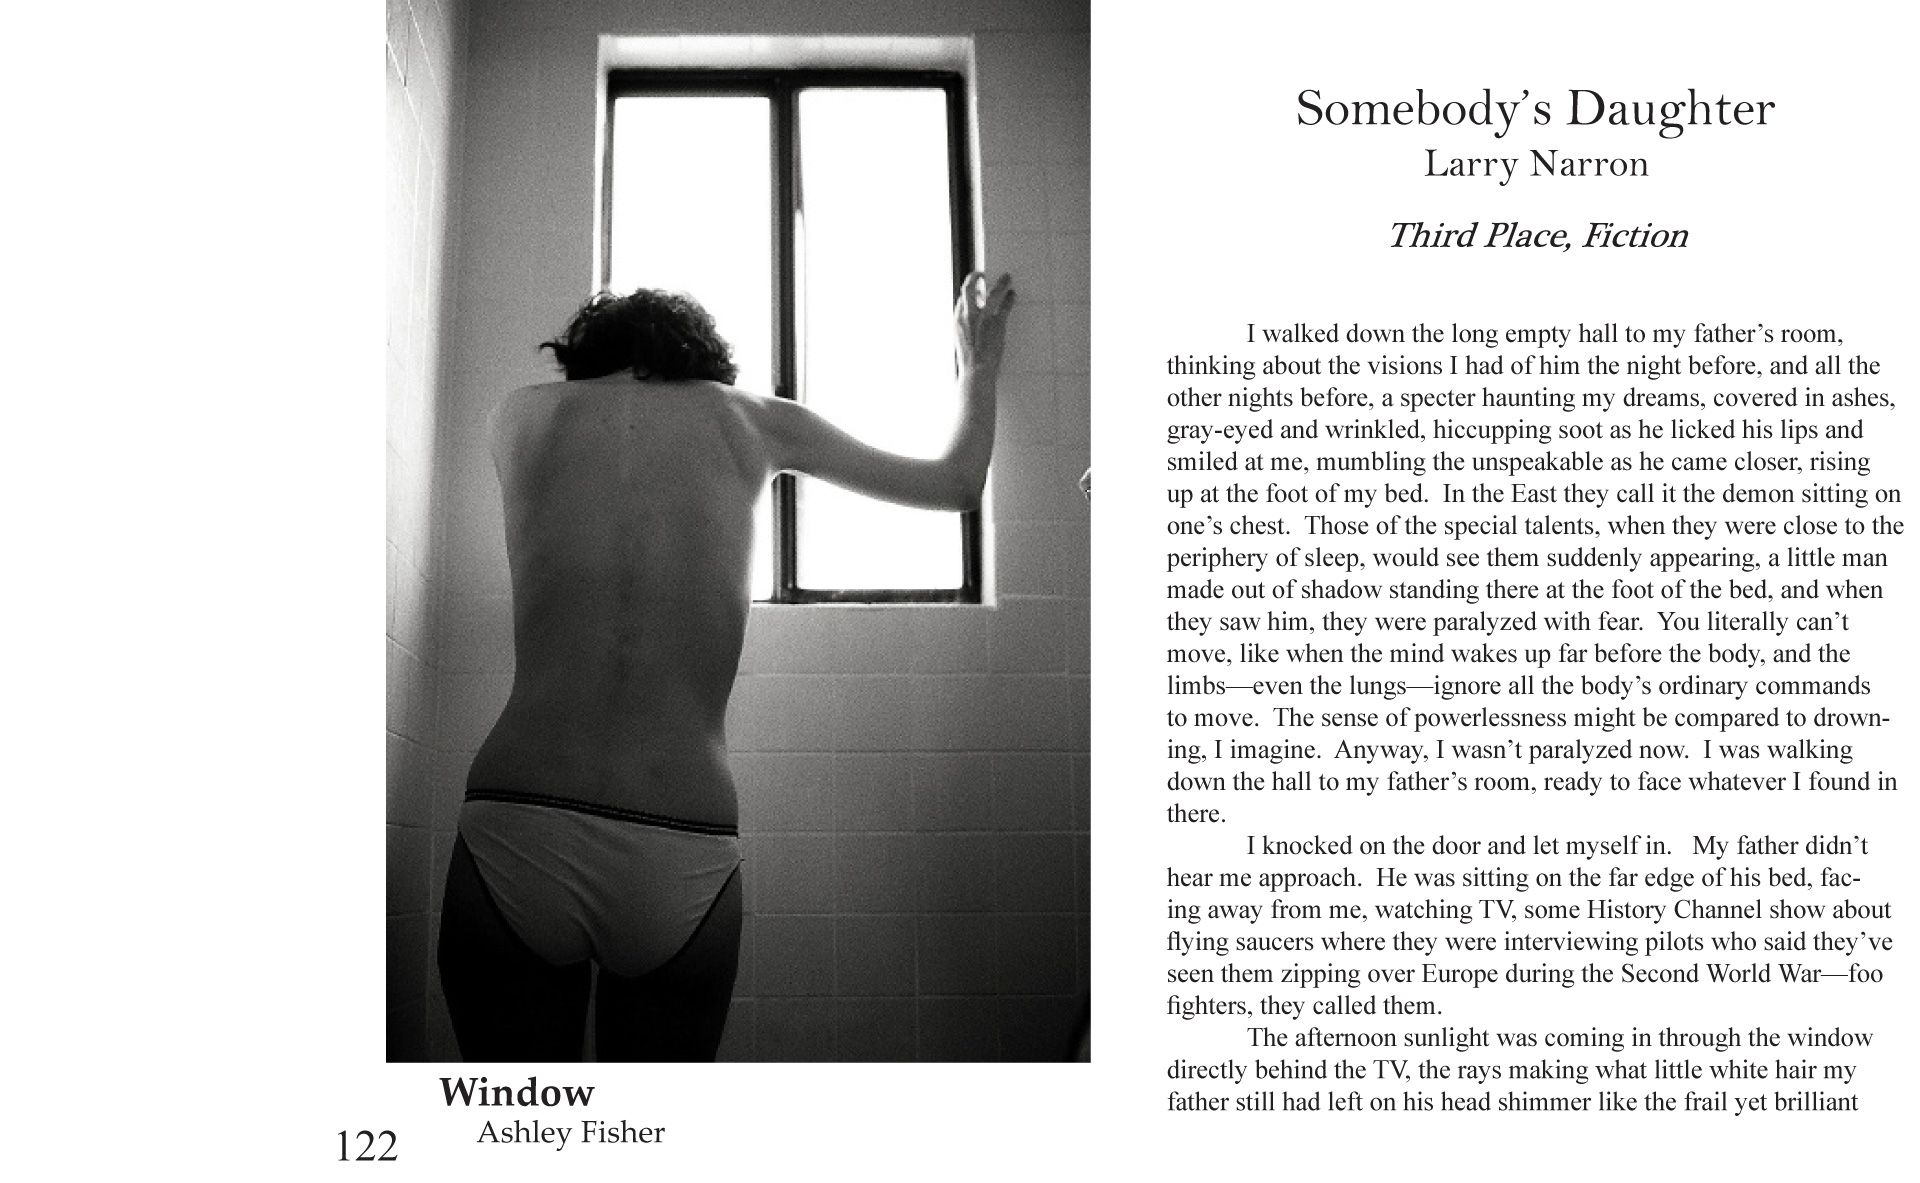 Window
Ashley Fisher
122
Somebody’s Daughter
Larry Narron
Third Place, Fiction
I walked down the long empty hall to my father’s room,
thinking about the visions I had of him the night before, and all the
other nights before, a specter haunting my dreams, covered in ashes,
gray-eyed and wrinkled, hiccupping soot as he licked his lips and
smiled at me, mumbling the unspeakable as he came closer, rising
up at the foot of my bed.  In the East they call it the demon sitting on
one’s chest.  Those of the special talents, when they were close to the
periphery of sleep, would see them suddenly appearing, a little man
made out of shadow standing there at the foot of the bed, and when
they saw him, they were paralyzed with fear.  You literally can’t
move, like when the mind wakes up far before the body, and the
limbs—even the lungs—ignore all the body’s ordinary commands
to move.  The sense of powerlessness might be compared to drown-
ing, I imagine.  Anyway, I wasn’t paralyzed now.  I was walking
down the hall to my father’s room, ready to face whatever I found in
there.
I knocked on the door and let myself in.   My father didn’t
hear me approach.  He was sitting on the far edge of his bed, fac-
ing away from me, watching TV, some History Channel show about
flying saucers where they were interviewing pilots who said they’ve
seen them zipping over Europe during the Second World War—foo
fighters, they called them.
The afternoon sunlight was coming in through the window
directly behind the TV, the rays making what little white hair my
father still had left on his head shimmer like the frail yet brilliant